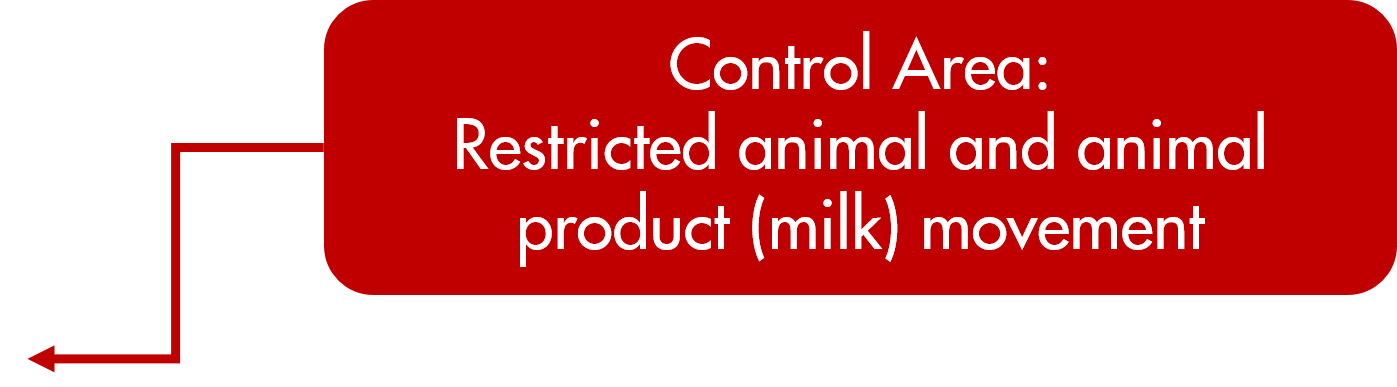 Control Area:
Restricted animal and animal
product (milk) movement